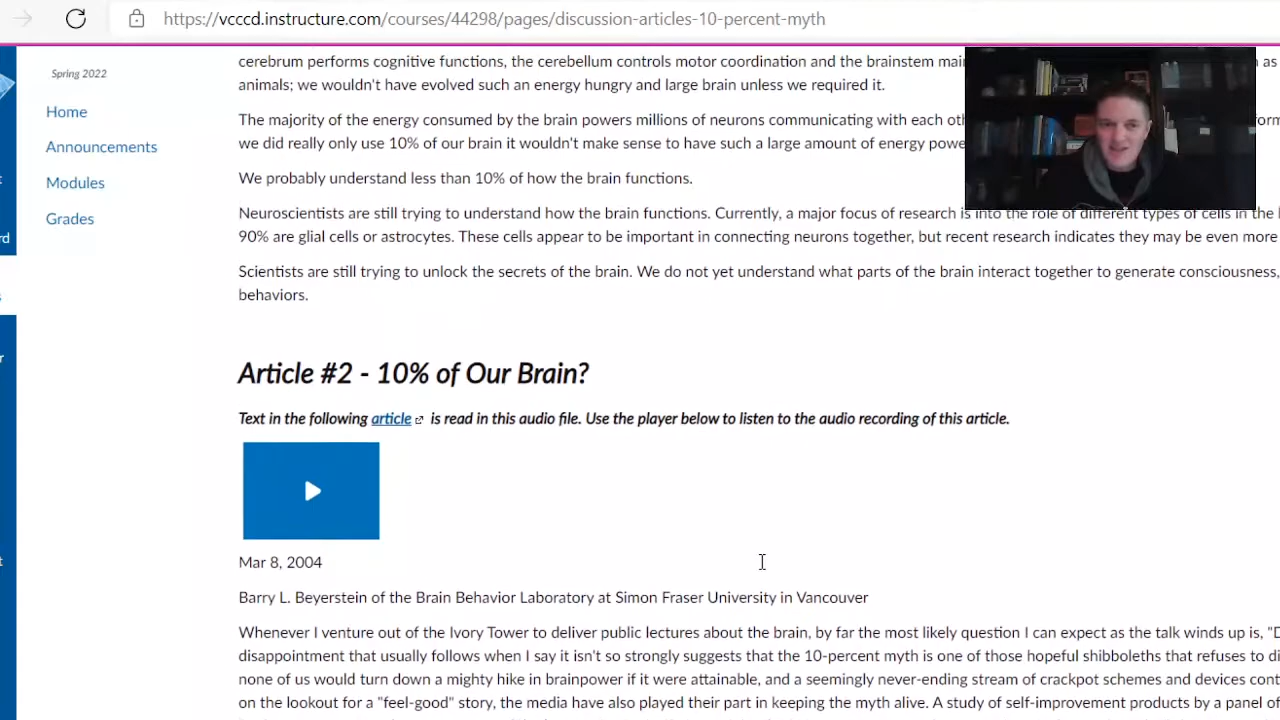 https://vcccd.instructure.com/courses/44298/pages/discussion-articles-10-percent-myth
Spring 2022
Home
Announcements
Modules
Grades
cerebrum performs cognitive functions, the cerebellum controls motor coordination and the brainstem as
animals; we wouldn't have evolved such an energy hungry and large brain unless we required it.
The majority of the energy consumed by the brain powers millions of neurons communicating with each
we did really only use 10% of our brain it wouldn't make sense to have such a large amount of energy
We probably understand less than 10% of how the brain functions.
Neuroscientists are still trying to understand how the brain functions. Currently, a major focus of research is into the role of different types of cells in the
90% are glial cells or astrocytes. These cells appear to be important in connecting neurons together, but recent research indicates they may be even more
Scientists are still trying to unlock the secrets of the brain. We do not yet understand what parts of the brain interact together to generate consciousness,
behaviors.
Article #2 - 10% of Our Brain?
Text in the following article is read in this audio file. Use the player below to listen to the audio recording of this article.
Mar 8, 2004
Barry L. Beyerstein of the Brain Behavior Laboratory at Simon Fraser University in Vancouver
Whenever I venture out of the Ivory Tower to deliver public lectures about the brain, by far the most likely question I can expect as the talk winds up is, "D
disappointment that usually follows when I say it isn't so strongly suggests that the 10-percent myth is one of those hopeful shibboleths that refuses to di
none of us would turn down a mighty hike in brainpower if it were attainable, and a seemingly never-ending stream of crackpot schemes and devices cont
on the lookout for a "feel-good" story, the media have also played their part in keeping the myth alive. A study of self-improvement products by a panel of